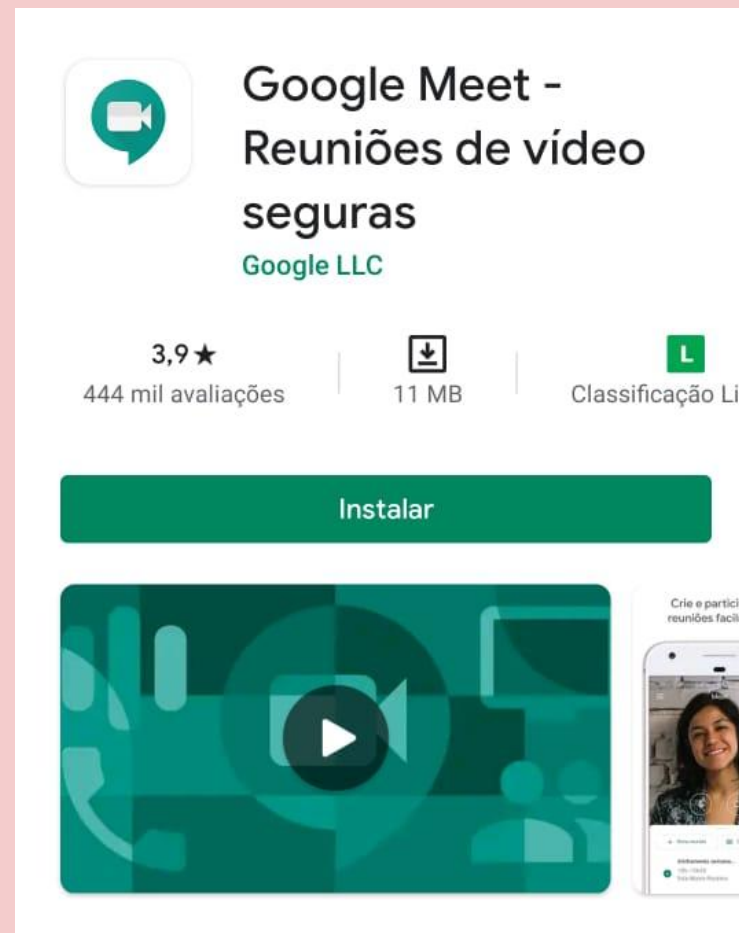 Google Meet -
Reuniões de vídeo
seguras
Google LLC
3,9★
444 mil avaliações
11 MB
L
Classificação Li
Instalar
Crie e partici
reuniões facil